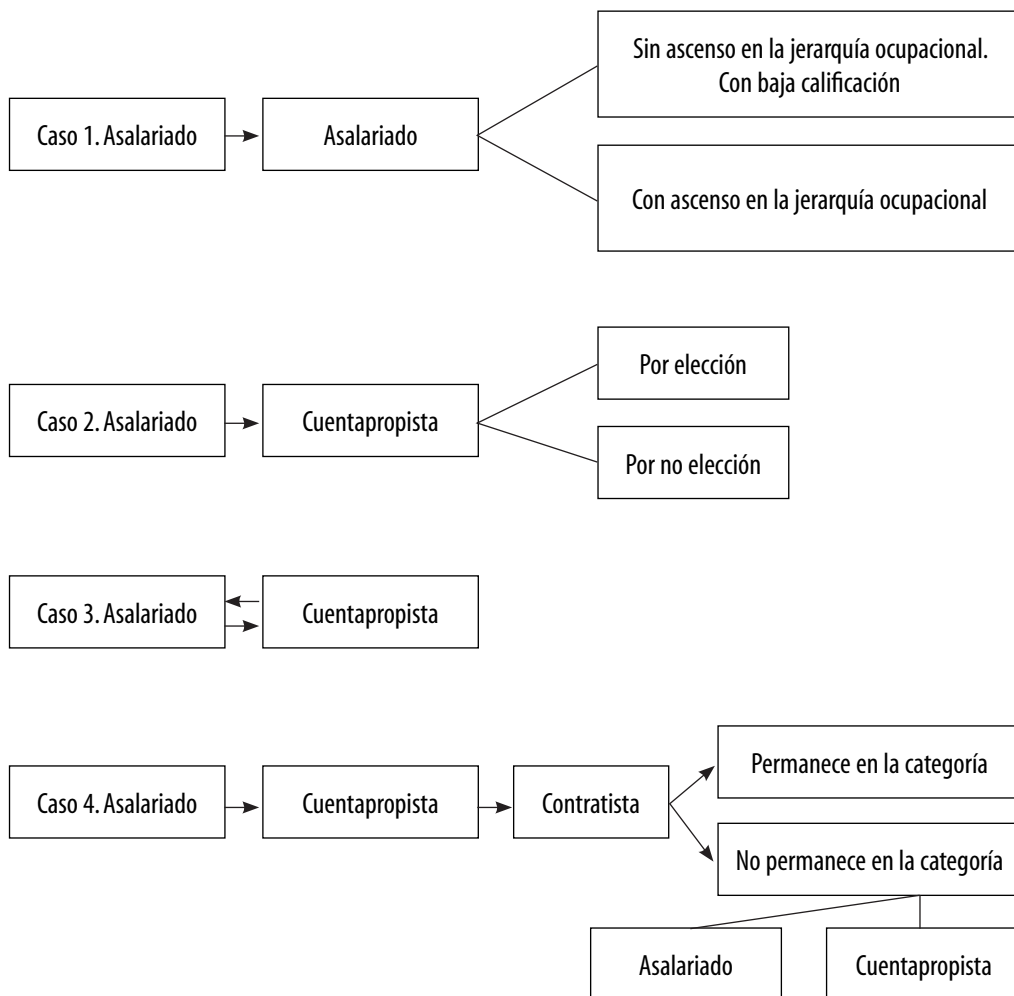 Sin ascenso en la jerarquía ocupacional.
Con baja calificación
Caso 1. Asalariado
Asalariado
Con ascenso en la jerarquía ocupacional
Por elección
Caso 2. Asalariado
Cuentapropista
Por no elección
Caso 3. Asalariado
Cuentapropista
Permanece en la categoría
Caso 4. Asalariado
Cuentapropista
Contratista
No permanece en la categoría
Asalariado
Cuentapropista